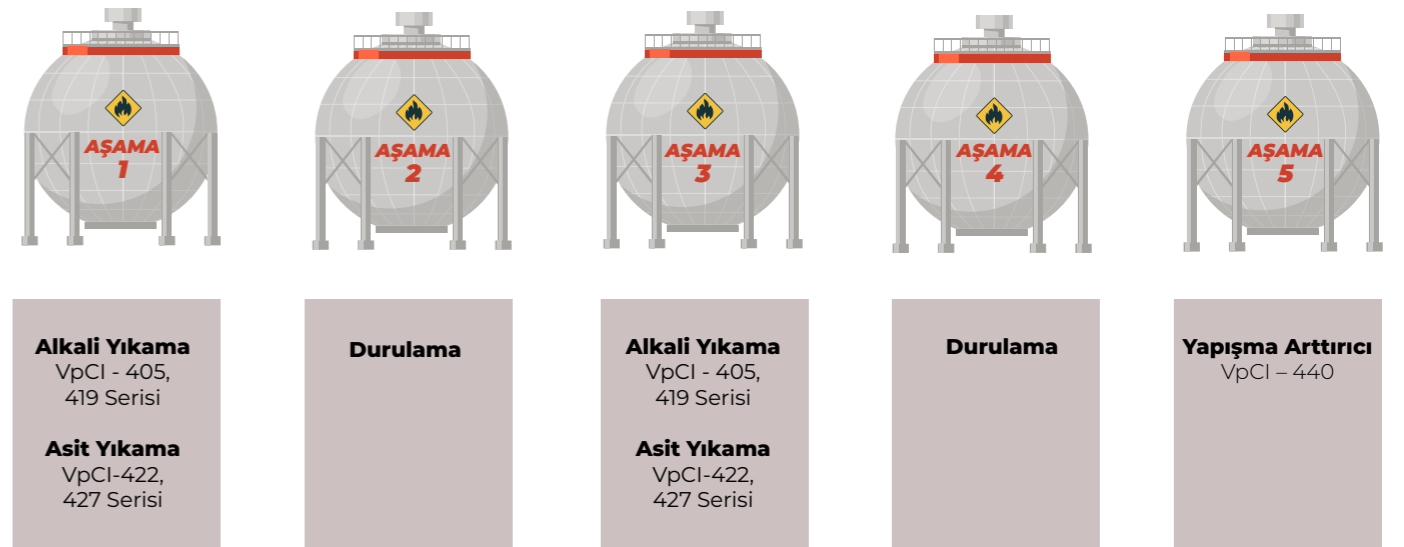 AŞAMA
1
AŞAMA
2
AŞAMA
3
AŞAMA
4
AŞAMA
5
Alkali Yıkama
VpCI - 405,
419 Serisi
Asit Yıkama
VpCI-422,
427 Serisi
Durulama
Alkali Yıkama
VpCI - 405,
419 Serisi
Asit Yıkama
VpCI-422,
427 Serisi
Durulama
Yapışma Arttırıcı
VpCI – 440